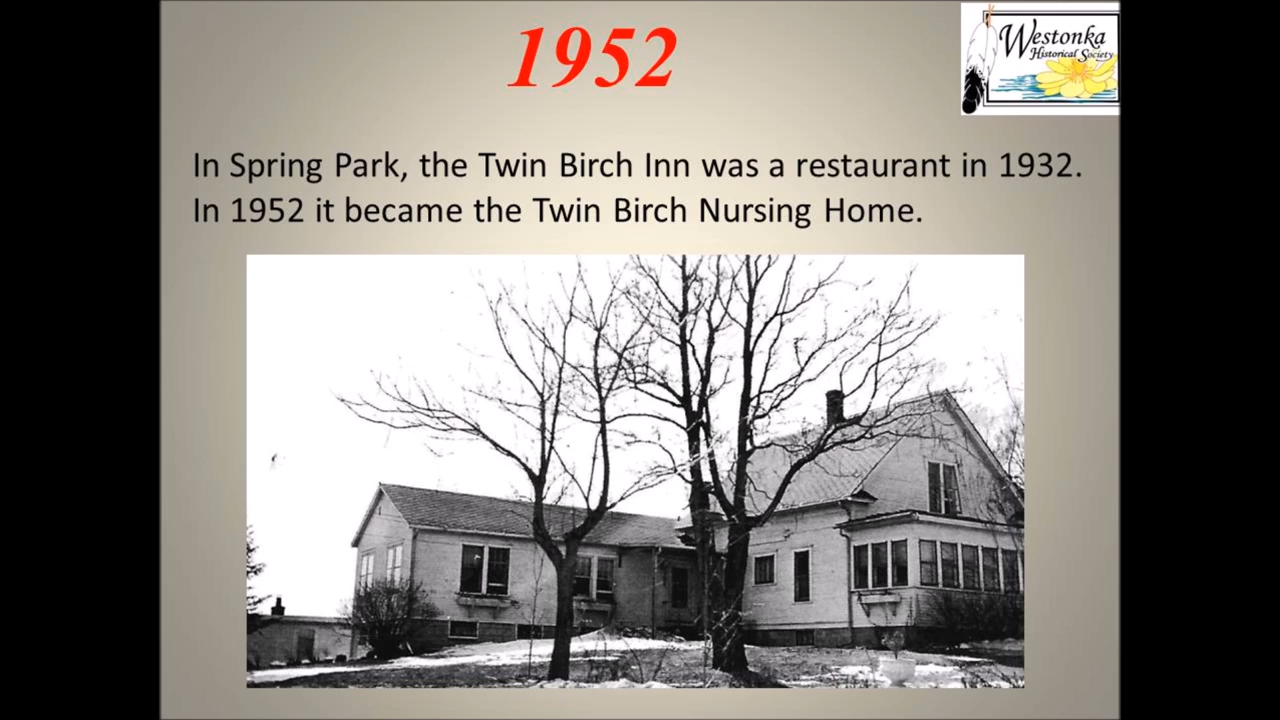 1952
Westonka
Historical Society
In Spring Park, the Twin Birch Inn was a restaurant in 1932.
In 1952 it became the Twin Birch Nursing Home.